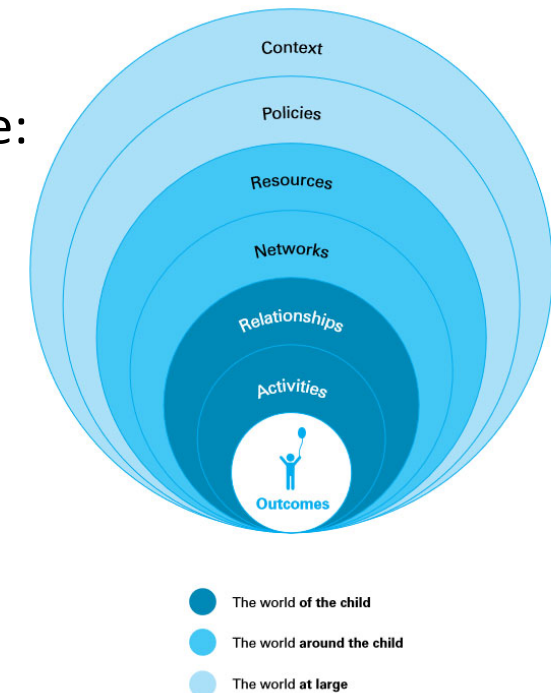 Context
e:
Policies
Resources
Networks
Relationships
Activities
Outcomes
The world of the child
The world around the child
The world at large